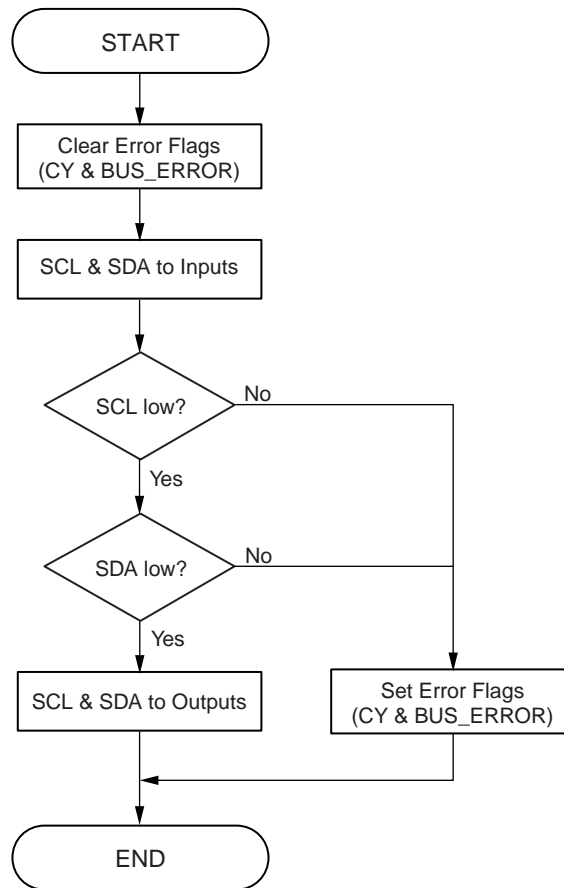 START
Clear Error Flags
(CY & BUS_ERROR)
SCL & SDA to Inputs
SCL low?
No
Yes
SDA low?
No
Yes
SCL & SDA to Outputs
Set Error Flags
(CY & BUS_ERROR)
END